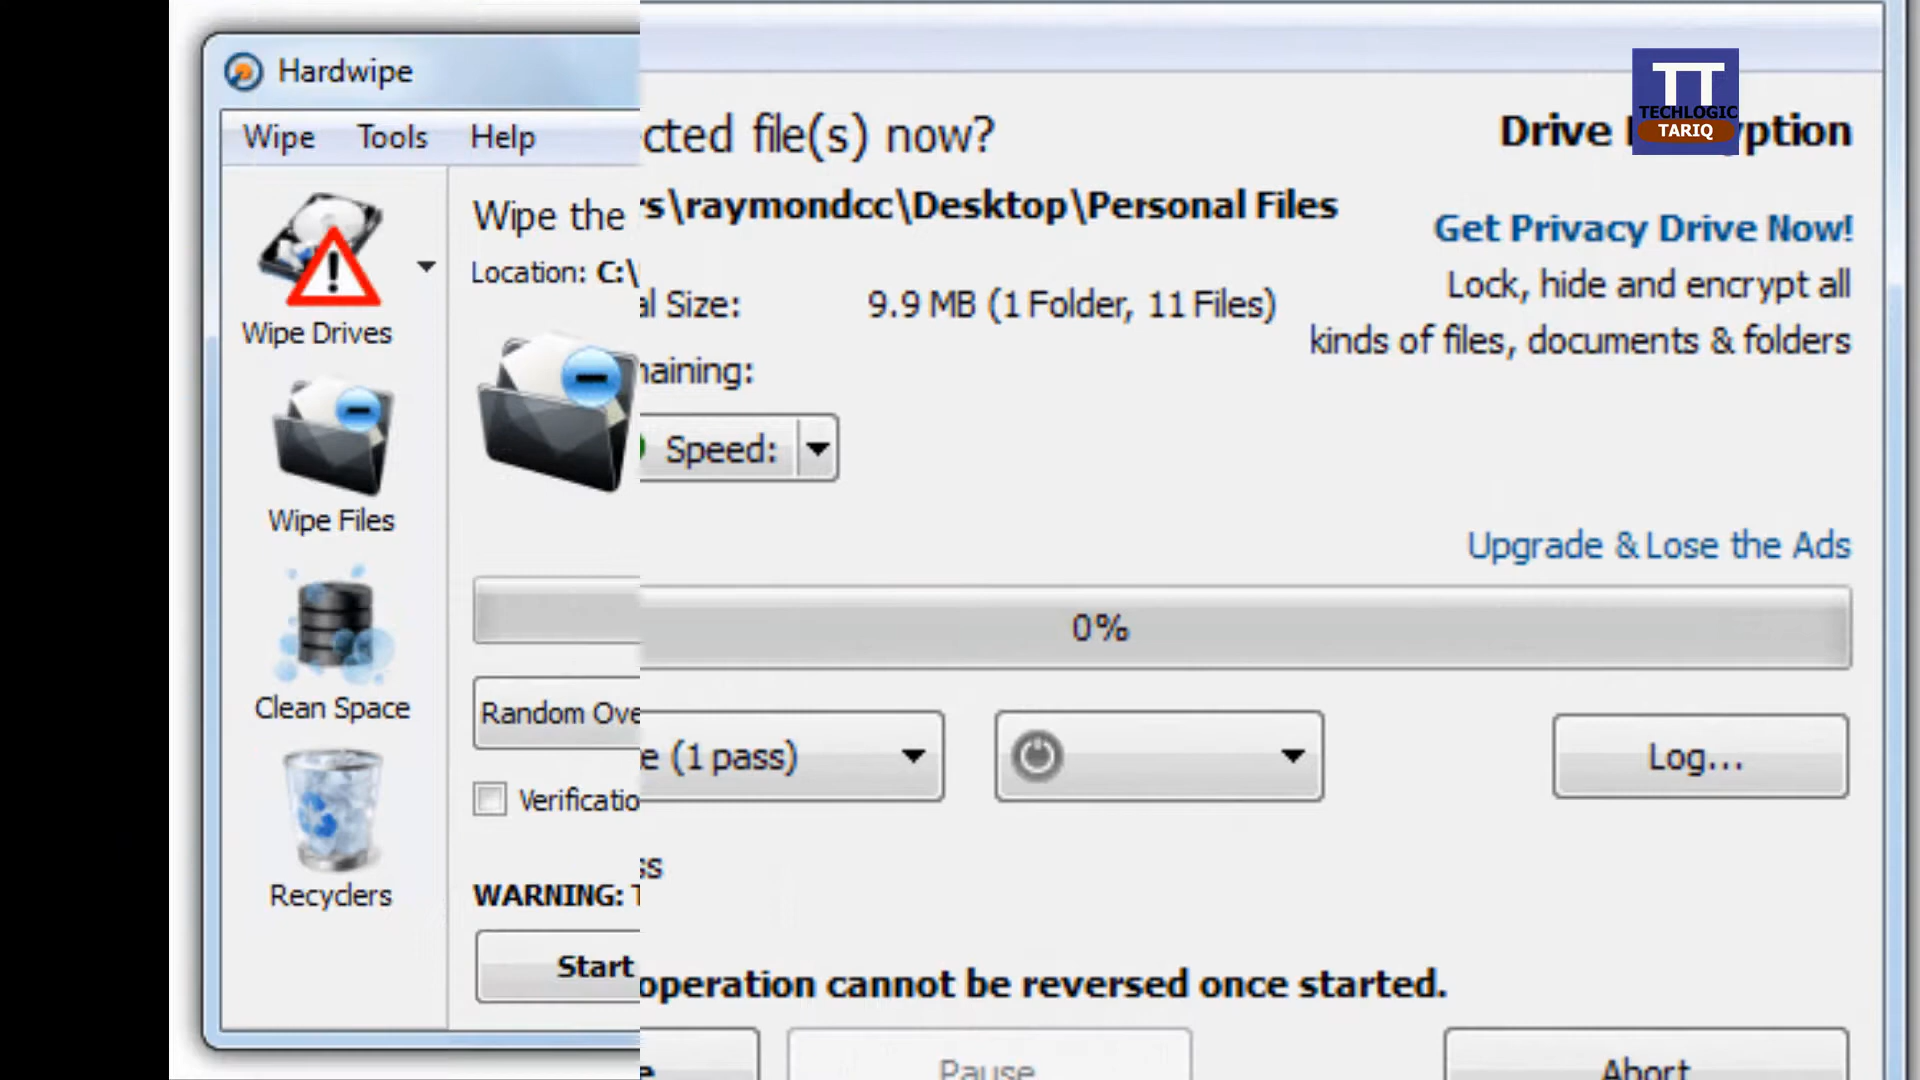 Hardwipe
Wipe Tools Help
Wipe Drives
Wipe Files
Clean Space
Recyclers
Wipe the
Location: C:\
Random Ove
Verificatio
WARNING: T
Start
cted file(s) now?
s\raymondcc\Desktop\Personal Files
al Size: 9.9 MB (1 Folder, 11 Files)
aining:
Speed:
0%
e (1 pass)
ss
operation cannot be reversed once started.
e
Pause
Abort
Log...
Drive ption
TT
TECHLOGIC
TARIQ
Get Privacy Drive Now!
Lock, hide and encrypt all
kinds of files, documents & folders
Upgrade & Lose the Ads